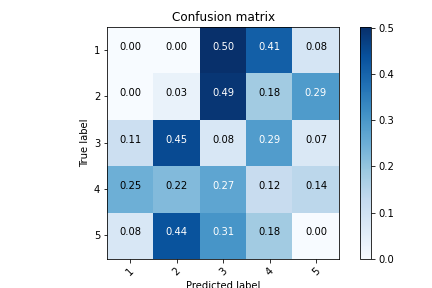 Confusion matrix
True label
1 0.00 0.00 0.50 0.41 0.08
2 0.00 0.03 0.49 0.18 0.29
3 0.11 0.45 0.08 0.29 0.07
4 0.25 0.22 0.27 0.12 0.14
5 0.08 0.44 0.31 0.18 0.00
1 2 3 4 5
Predicted label
0.5
0.4
0.3
0.2
0.1
0.0